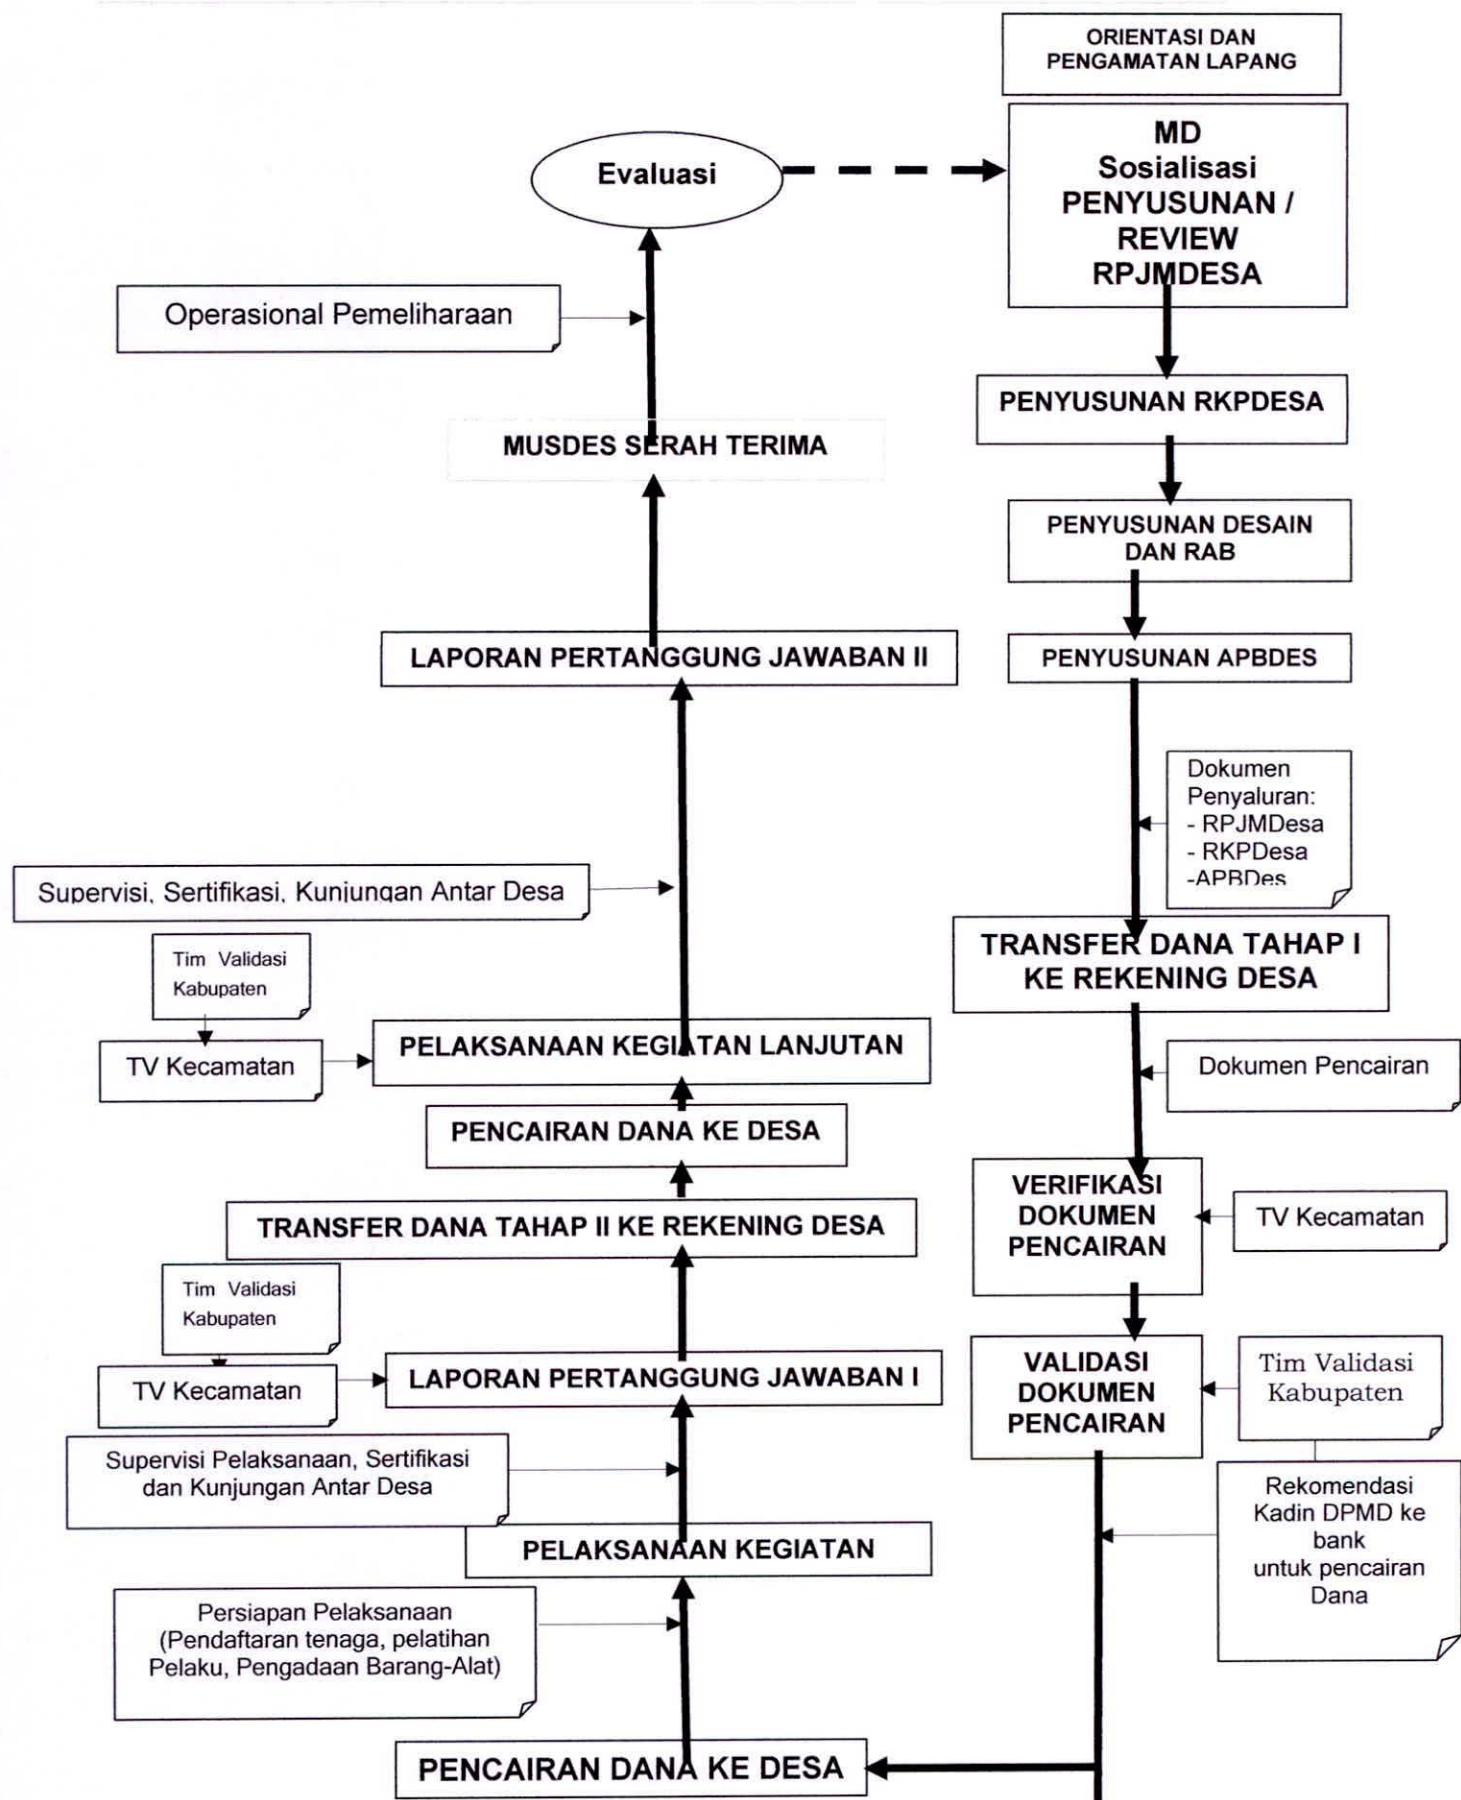 ORIENTASI DAN
PENGAMATAN LAPANG
MD
Sosialisasi
PENYUSUNAN /
REVIEW
RPJMDESA
Evaluasi
Operasional Pemeliharaan
PENYUSUNAN RKPDESA
MUSDES SERAH TERIMA
PENYUSUNAN DESAIN
DAN RAB
LAPORAN PERTANGGUNG JAWABAN II
PENYUSUNAN APBDES
Dokumen
Penyaluran:
- RPJMDesa
- RKPDesa
-APBDes
Supervisi, Sertifikasi, Kunjungan Antar Desa
TRANSFER DANA TAHAP I
KE REKENING DESA
Tim Validasi
Kabupaten
TV Kecamatan
PELAKSANAAN KEGIATAN LANJUTAN
Dokumen Pencairan
PENCAIRAN DANA KE DESA
VERIFIKASI
DOKUMEN
PENCAIRAN
TV Kecamatan
TRANSFER DANA TAHAP II KE REKENING DESA
Tim Validasi
Kabupaten
TV Kecamatan
LAPORAN PERTANGGUNG JAWABAN I
VALIDASI
DOKUMEN
PENCAIRAN
Tim Validasi
Kabupaten
Supervisi Pelaksanaan, Sertifikasi
dan Kunjungan Antar Desa
Rekomendasi
Kadin DPMD ke
bank
untuk pencairan
Dana
PELAKSANAAN KEGIATAN
Persiapan Pelaksanaan
(Pendaftaran tenaga, pelatihan
Pelaku, Pengadaan Barang-Alat)
PENCAIRAN DANA KE DESA